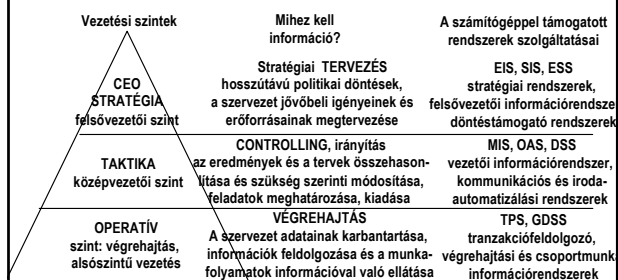 Vezetési szintek
Mihez kell
információ?
A számítógéppel támogatott
rendszerek szolgáltatásai
CEO
STRATÉGIA
felsővezetői szint
Stratégiai TERVEZÉS
hosszútávú politikai döntések,
a szervezet jővőbeli igényeinek és
erőforrásainak megtervezése
EIS, SIS, ESS
stratégiai rendszerek,
felsővezetői információrendsze
döntéstámogató rendszerek
TAKTIKA
középvezetői szint
CONTROLLING, irányítás
az eredmények és a tervek összehason-
lítása és szükség szerinti módosítása,
feladatok meghatározása, kiadása
MIS, OAS, DSS
vezetői információrendszer,
kommunikációs és iroda-
automatizálási rendszerek
OPERATÍV
szint: végrehajtás,
alsószintű vezetés
VÉGREHAJTÁS
A szervezet adatainak karbantartása,
információk feldolgozása és a munka-
folyamatok információval való ellátása
TPS, GDSS
tranzakciófeldolgozó,
végrehajtási és csoportmunk
információrendszerek